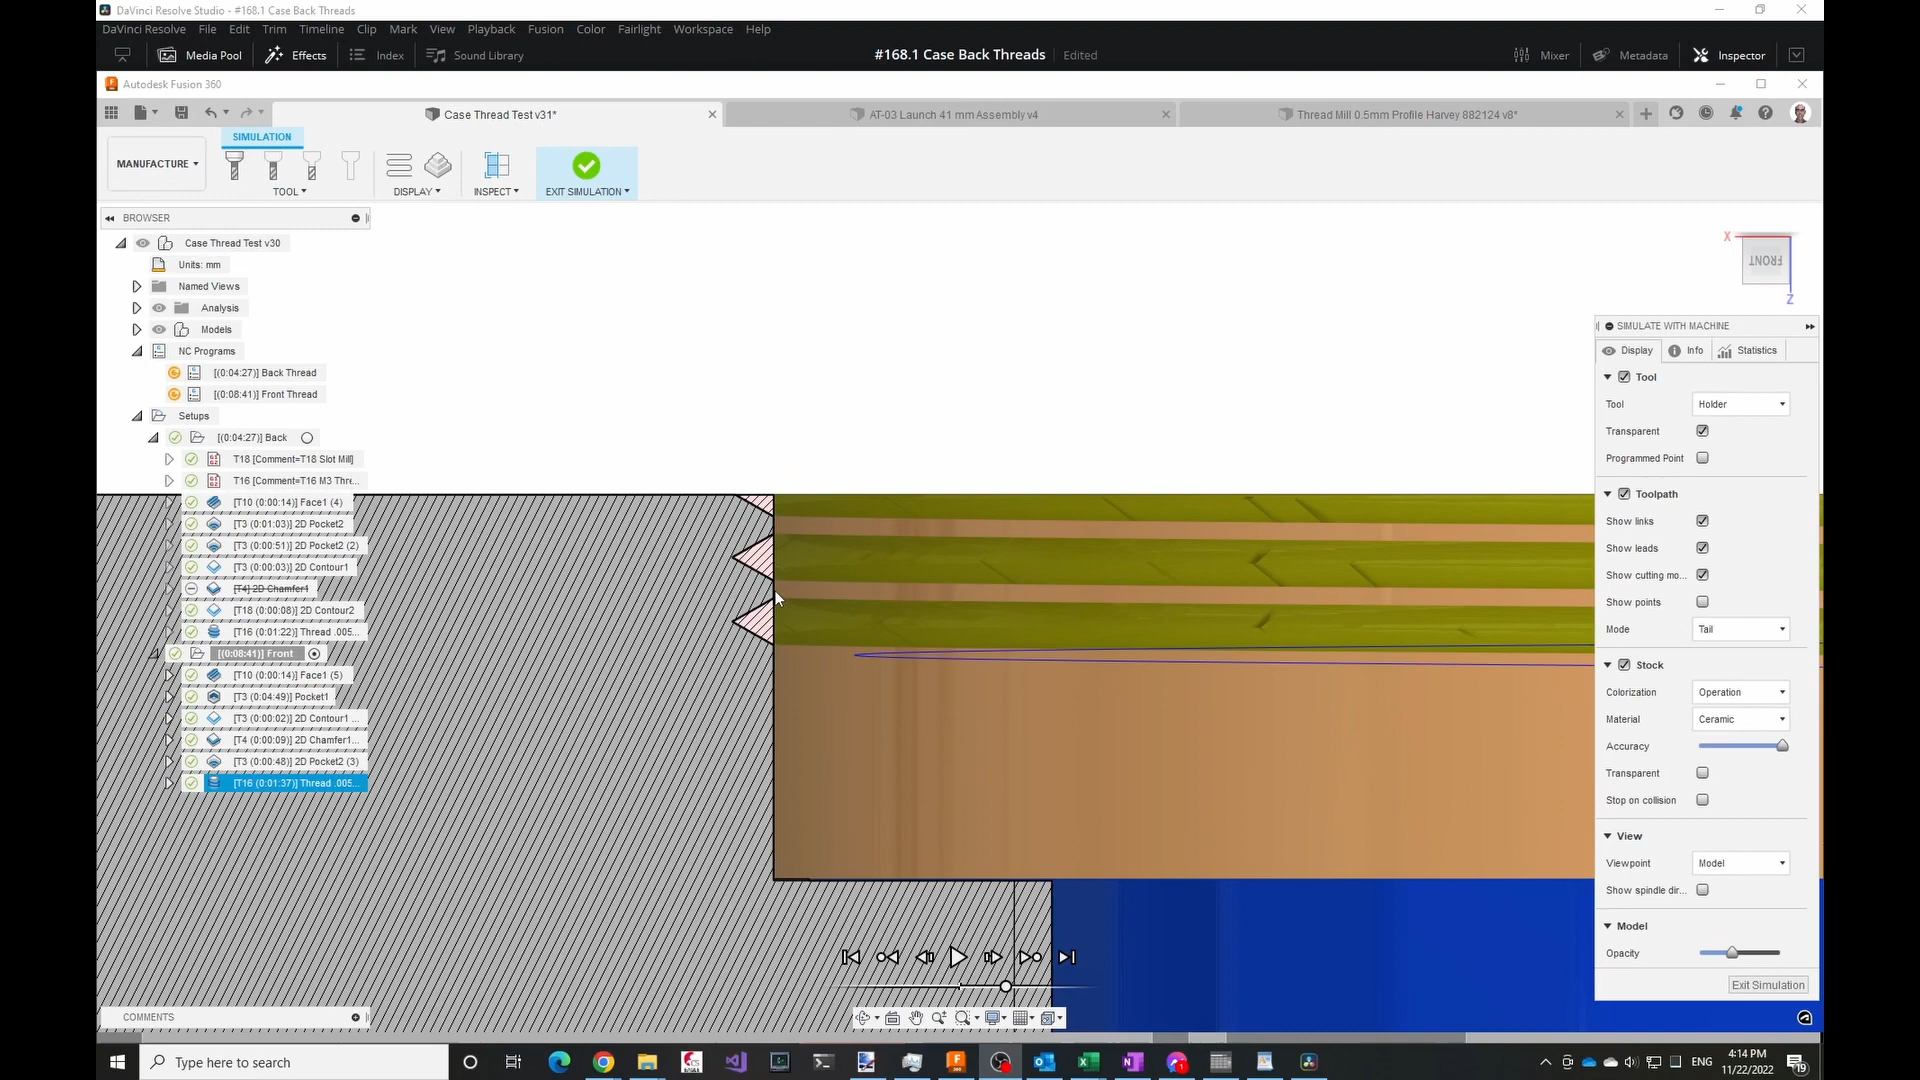 DaVinci Resolve Studio - #168.1 Case Back Threads
DaVinci Resolve File Edit Trim Timeline Clip Mark View Playback Fusion Color Fairlight Workspace Help
Media Pool Effects Index Sound Library #168.1 Case Back Threads Edited Mixer Metadata Inspector
Autodesk Fusion 360
Case Thread Test v31* AT-03 Launch 41 mm Assembly v4 Thread Mill 0.5mm Profile Harvey 882124 v8*
SIMULATION
MANUFACTURE
TOOL DISPLAY INSPECT EXIT SIMULATION
BROWSER
Case Thread Test v30
Units: mm
Named Views
Analysis
Models
NC Programs
[(0:04:27)] Back Thread
[(0:08:41)] Front Thread
Setups
[(0:04:27)] Back
T18 [Comment=T18 Slot Mill]
T16 [Comment=T16 M3 Thre...
[T10 (0:00:14)] Face1 (4)
[T3 (0:01:03)] 2D Pocket2
[T3 (0:00:51)] 2D Pocket2 (2)
[T3 (0:00:03)] 2D Contour1
[T4] 2D Chamfer1
[T18 (0:00:08)] 2D Contour2
[T16 (0:01:22)] Thread .005...
[(0:08:41)] Front
[T10 (0:00:14)] Face1 (5)
[T3 (0:04:49)] Pocket1
[T3 (0:00:02)] 2D Contour1 ...
[T4 (0:00:09)] 2D Chamfer1...
[T3 (0:00:48)] 2D Pocket2 (3)
[T16 (0:01:37)] Thread .005...
COMMENTS
X
FRONT
Z
SIMULATE WITH MACHINE
Display Info Statistics
Tool
Tool Holder
Transparent
Programmed Point
Toolpath
Show links
Show leads
Show cutting mo...
Show points
Mode Tail
Stock
Colorization Operation
Material Ceramic
Accuracy
Transparent
Stop on collision
View
Viewpoint Model
Show spindle dir...
Model
Opacity
Exit Simulation
Type here to search
ENG
4:14 PM
11/22/2022
19